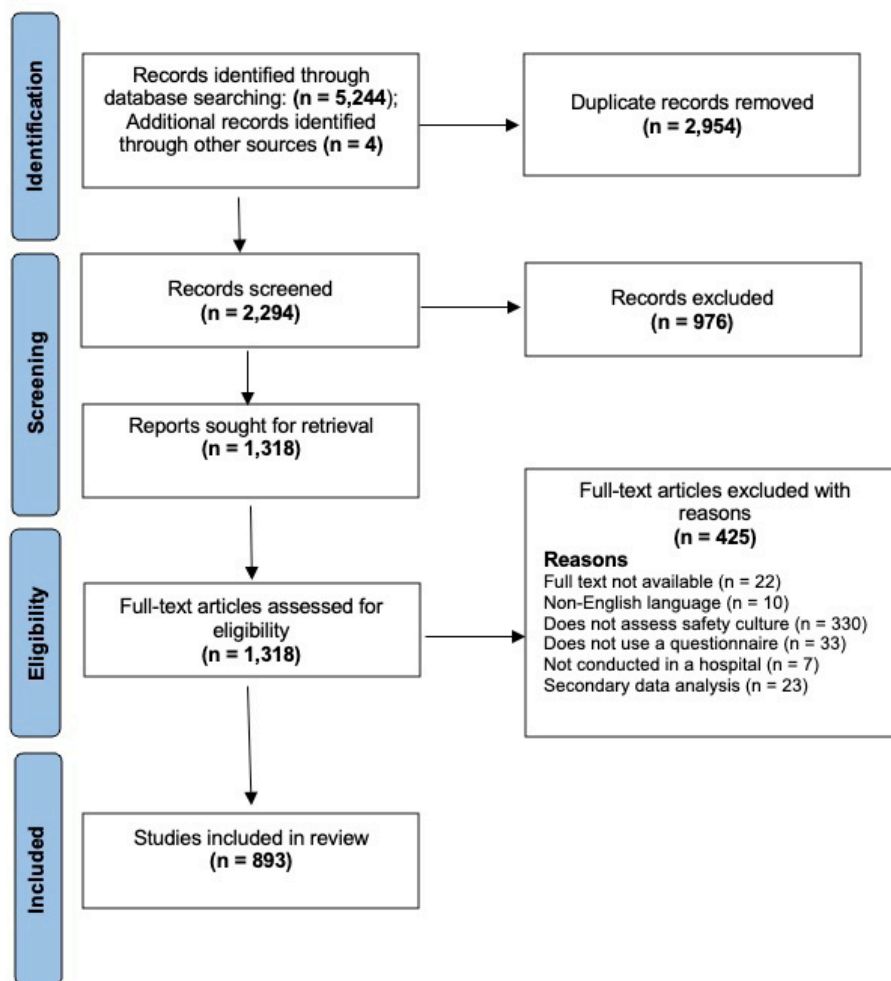 Identification
Records identified through
database searching: (n = 5,244);
Additional records identified
through other sources (n = 4)
Duplicate records removed
(n = 2,954)
Screening
Records screened
(n = 2,294)
Records excluded
(n = 976)
Reports sought for retrieval
(n = 1,318)
Eligibility
Full-text articles assessed for
eligibility
(n = 1,318)
Full-text articles excluded with
reasons
(n = 425)
Reasons
Full text not available (n = 22)
Non-English language (n = 10)
Does not assess safety culture (n = 330)
Does not use a questionnaire (n = 33)
Not conducted in a hospital (n = 7)
Secondary data analysis (n = 23)
Included
Studies included in review
(n = 893)